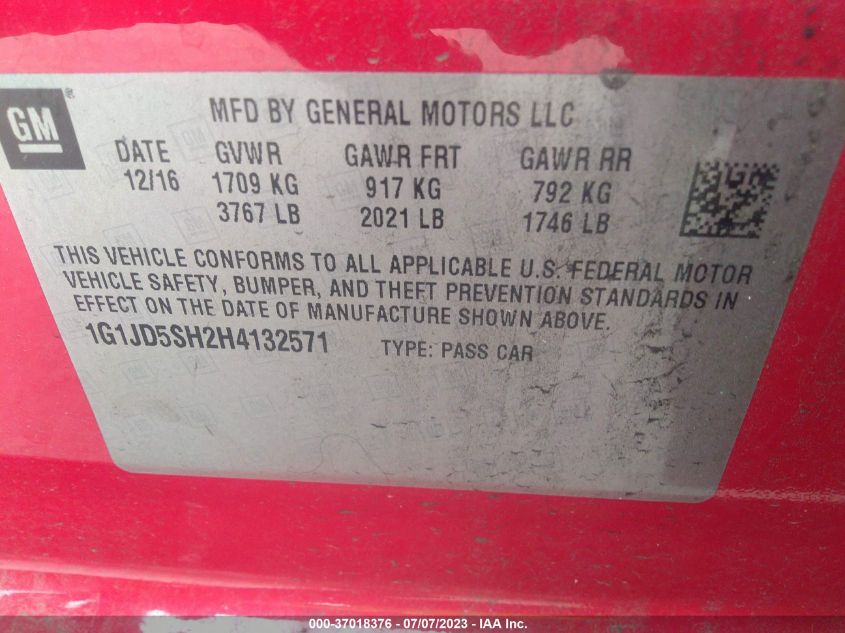 GM®
MFD BY GENERAL MOTORS LLC
DATE GVWR GAWR FRT GAWR RR
12/16 1709 KG 917 KG 792 KG
3767 LB 2021 LB 1746 LB
THIS VEHICLE CONFORMS TO ALL APPLICABLE U.S. FEDERAL MOTOR
VEHICLE SAFETY, BUMPER, AND THEFT PREVENTION STANDARDS IN
EFFECT ON THE DATE OF MANUFACTURE SHOWN ABOVE.
1G1JD5SH2H4132571 TYPE: PASS CAR
000-37018376 - 07/07/2023 - IAA Inc.